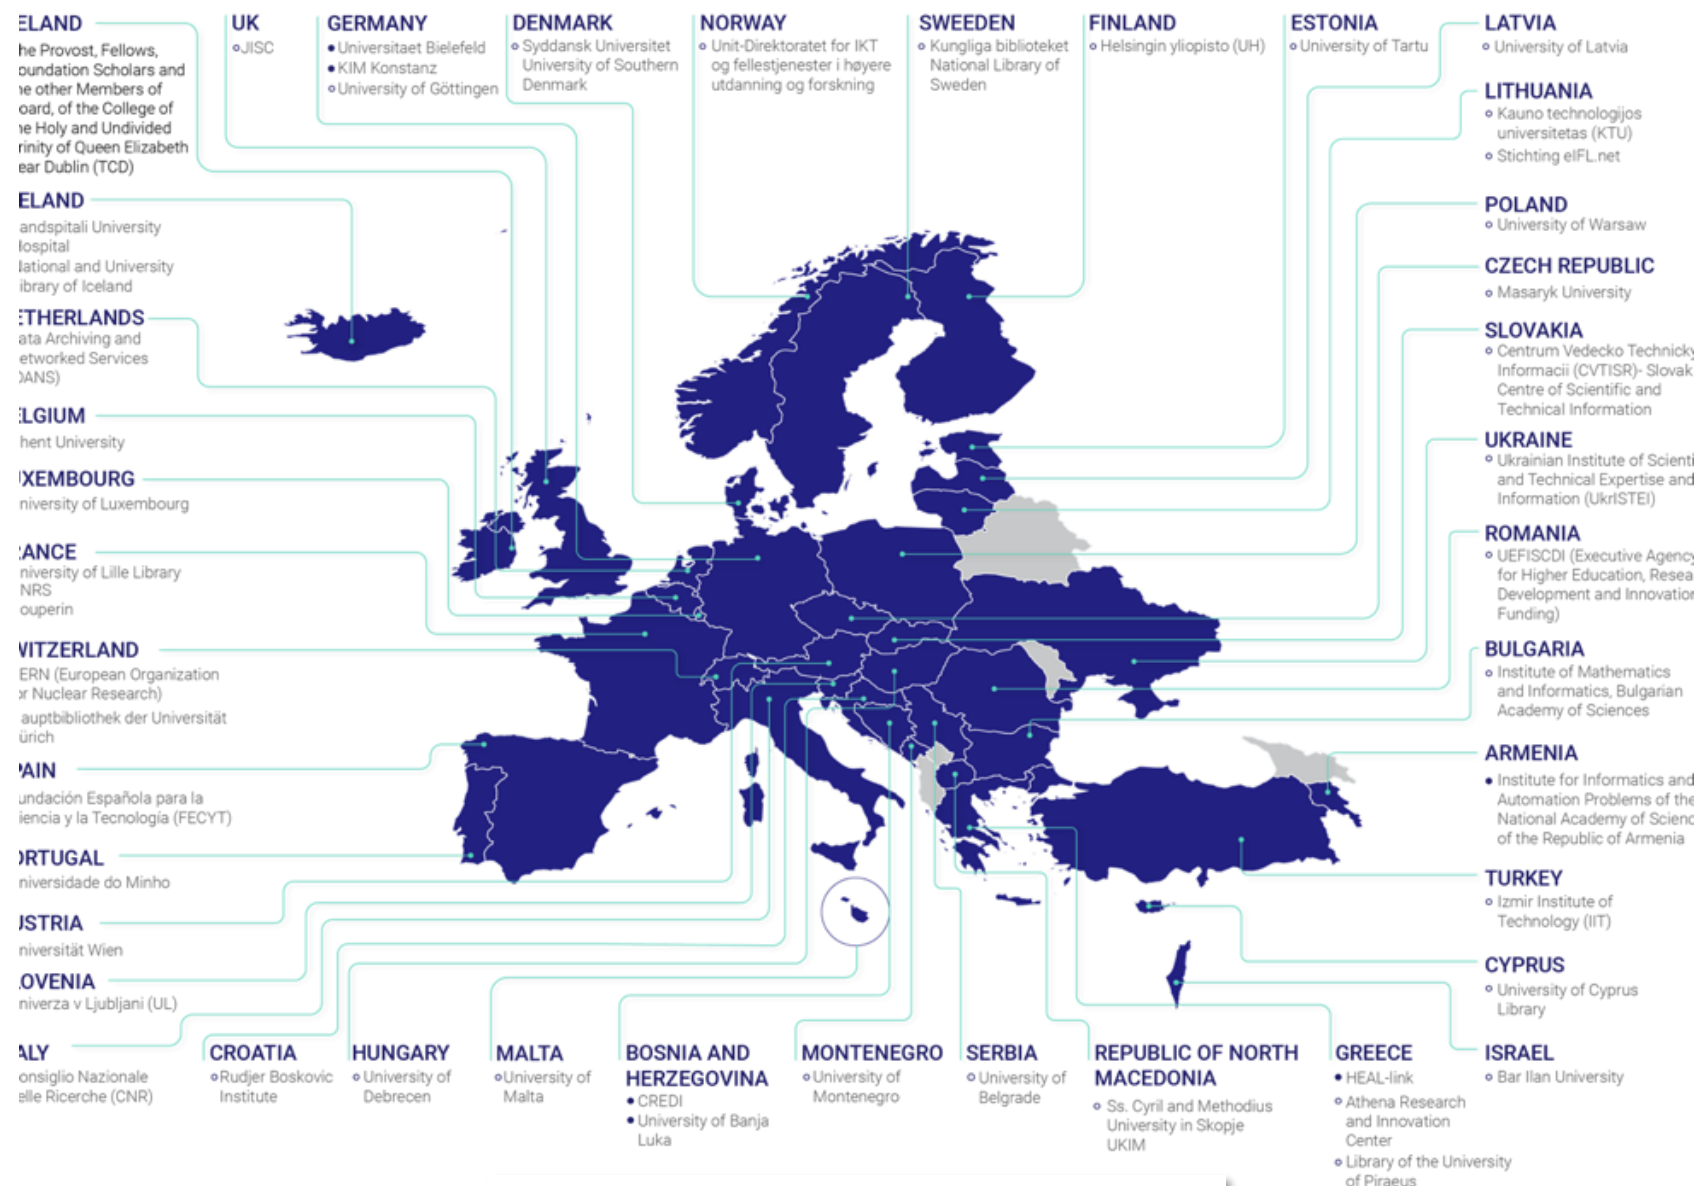 ELAND
he Provost, Fellows,
oundation Scholars and
ne other Members of
oard, of the College of
he Holy and Undivided
rinity of Queen Elizabeth
ear Dublin (TCD)
UK
JISC
GERMANY
Universitaet Bielefeld
KIM Konstanz
University of Göttingen
DENMARK
Syddansk Universitet
University of Southern
Denmark
NORWAY
Unit-Direktoratet for IKT
og fellestjenester i høyere
utdanning og forskning
SWEDEN
Kungliga biblioteket
National Library of
Sweden
FINLAND
Helsingin yliopisto (UH)
ESTONIA
University of Tartu
LATVIA
University of Latvia
LITHUANIA
Kauno technologijos
universitetas (KTU)
Stichting eIFL.net
POLAND
University of Warsaw
CZECH REPUBLIC
Masaryk University
SLOVAKIA
Centrum Vedecko Technicky
Informacii (CVTISR)- Slovak
Centre of Scientific and
Technical Information
UKRAINE
Ukrainian Institute of Scienti
and Technical Expertise and
Information (UkrISTEI)
ROMANIA
UEFISCDI (Executive Agency
for Higher Education, Resea
Development and Innovation
Funding)
BULGARIA
Institute of Mathematics
and Informatics, Bulgarian
Academy of Sciences
ARMENIA
Institute for Informatics and
Automation Problems of the
National Academy of Scienc
of the Republic of Armenia
TURKEY
Izmir Institute of
Technology (IIT)
CYPRUS
University of Cyprus
Library
ISRAEL
Bar Ilan University
ELAND
andspitali University
Hospital
National and University
ibrary of Iceland
ETHERLANDS
ata Archiving and
etworked Services
DANS)
ELGIUM
hent University
UXEMBOURG
niversity of Luxembourg
RANCE
niversity of Lille Library
NRS
ouperin
WITZERLAND
ERN (European Organization
or Nuclear Research)
auptbibliothek der Universität
ürich
PAIN
undación Española para la
iencia y la Tecnología (FECYT)
ORTUGAL
niversidade do Minho
USTRIA
niversität Wien
LOVENIA
niverza v Ljubljani (UL)
ALY
onsiglio Nazionale
elle Ricerche (CNR)
CROATIA
Rudjer Boskovic
Institute
HUNGARY
University of
Debrecen
MALTA
University of
Malta
BOSNIA AND
HERZEGOVINA
CREDI
University of Banja
Luka
MONTENEGRO
University of
Montenegro
SERBIA
University of
Belgrade
REPUBLIC OF NORTH
MACEDONIA
Ss. Cyril and Methodius
University in Skopje
UKIM
GREECE
HEAL-link
Athena Research
and Innovation
Center
Library of the University
of Piraeus